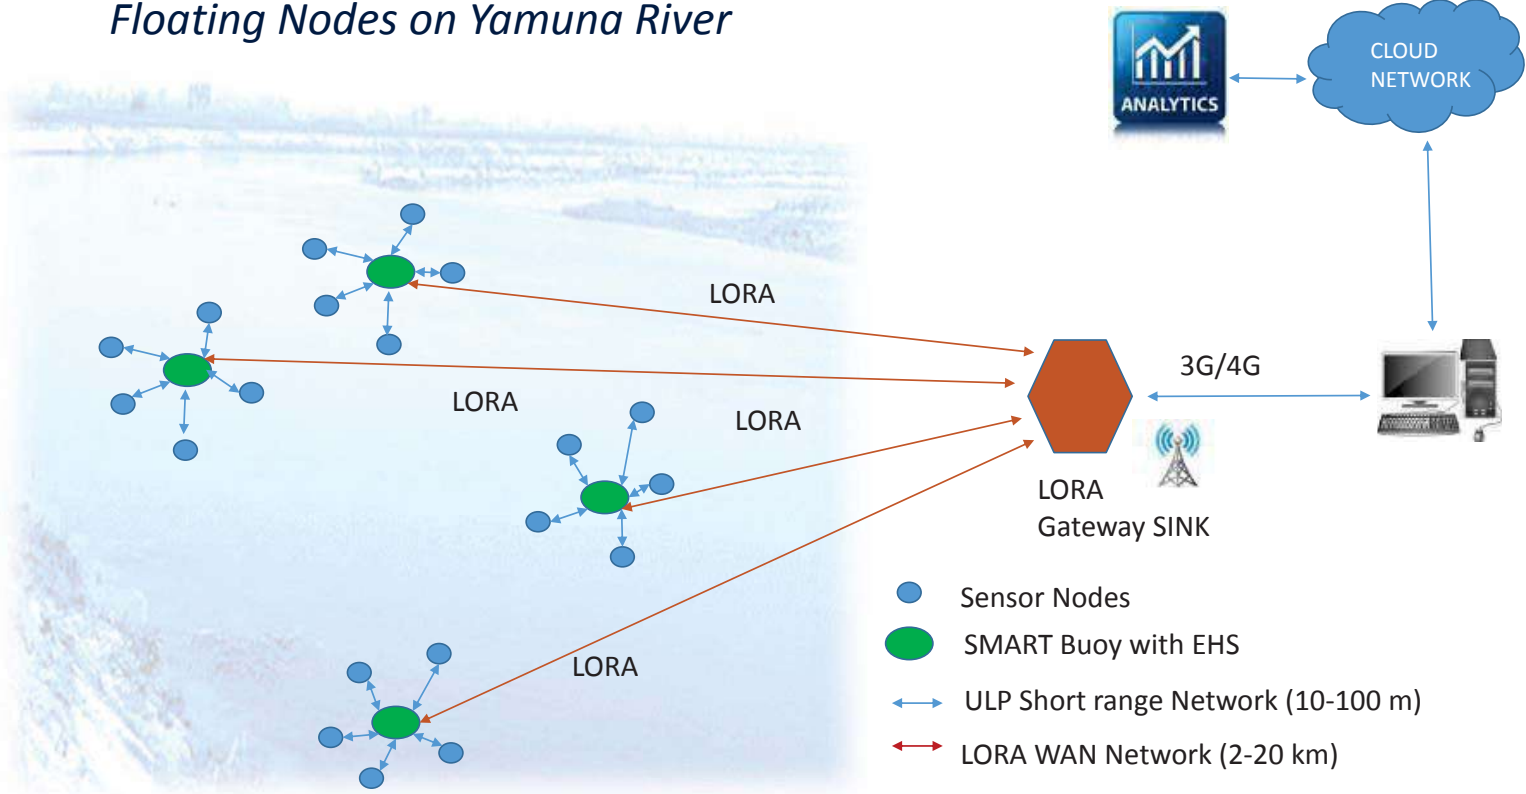 Floating Nodes on Yamuna River
CLOUD
NETWORK
ANALYTICS
LORA
3G/4G
LORA
LORA
LORA
Gateway SINK
LORA
Sensor Nodes
SMART Buoy with EHS
ULP Short range Network (10-100 m)
LORA WAN Network (2-20 km)